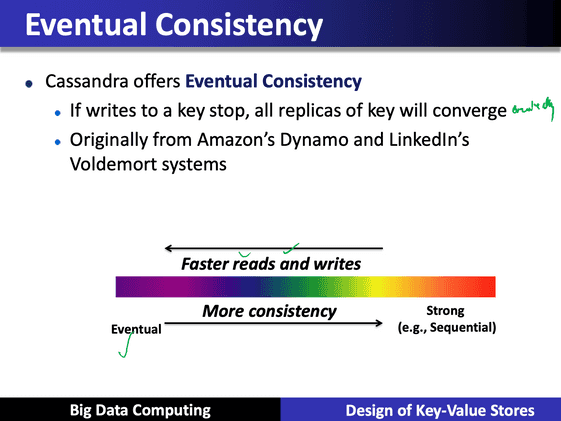 Eventual Consistency
• Cassandra offers Eventual Consistency
• If writes to a key stop, all replicas of key will converge
• Originally from Amazon's Dynamo and LinkedIn's
Voldemort systems
Faster reads and writes
More consistency
Eventual
Strong
(e.g., Sequential)
Big Data Computing
Design of Key-Value Stores